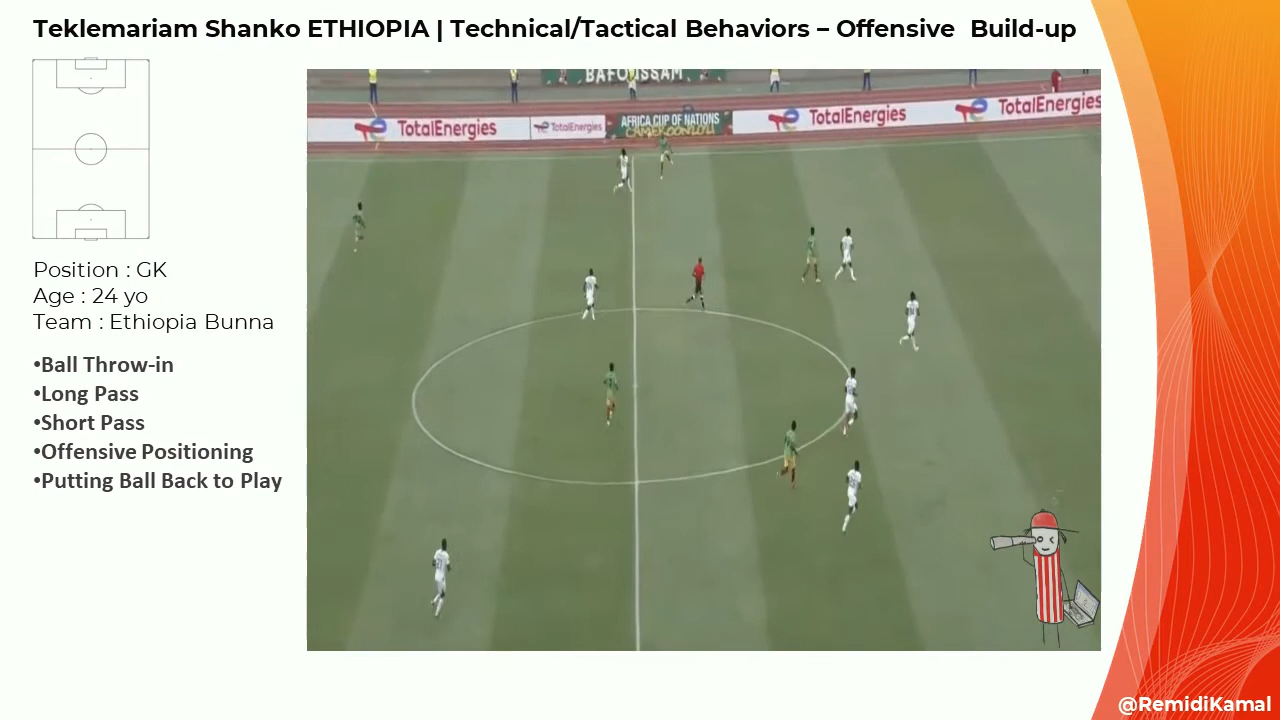 Teklemariam Shanko ETHIOPIA | Technical/Tactical Behaviors – Offensive  Build-up
BAFOUSSAM
TotalEnergies
TotalEnergies
AFRICA CUP OF NATIONS
CAMEROON 2021
TotalEnergies
TotalEnergies
Position : GK
Age : 24 yo
Team : Ethiopia Bunna
•Ball Throw-in
•Long Pass
•Short Pass
•Offensive Positioning
•Putting Ball Back to Play
@RemidiKamal